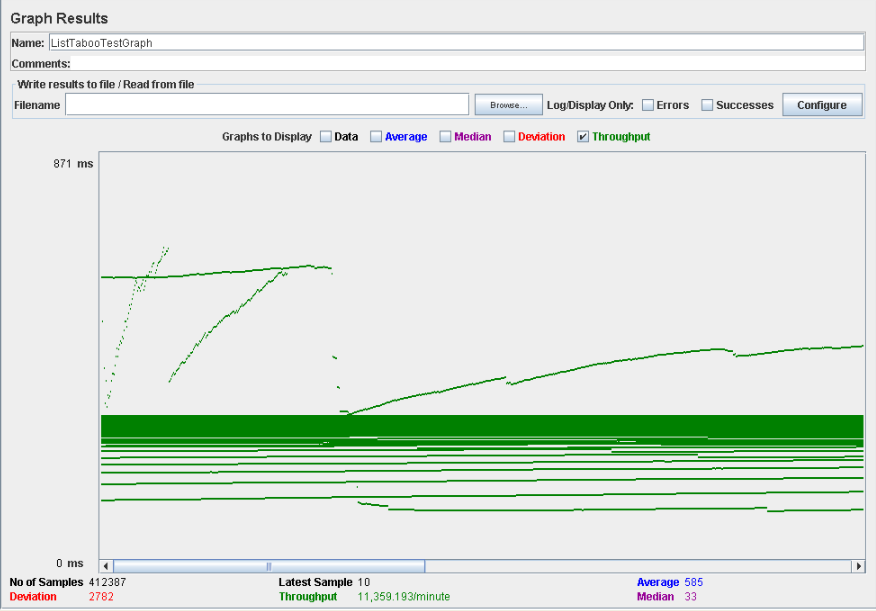 Graph Results
Name: ListTabooTestGraph
Comments:
Write results to file / Read from file
Filename Browse... Log/Display Only: Errors Successes Configure
Graphs to Display Data Average Median Deviation Throughput
871 ms
0 ms
No of Samples 412387 Latest Sample 10 Average 585
Deviation 2782 Throughput 11,359.193/minute Median 33